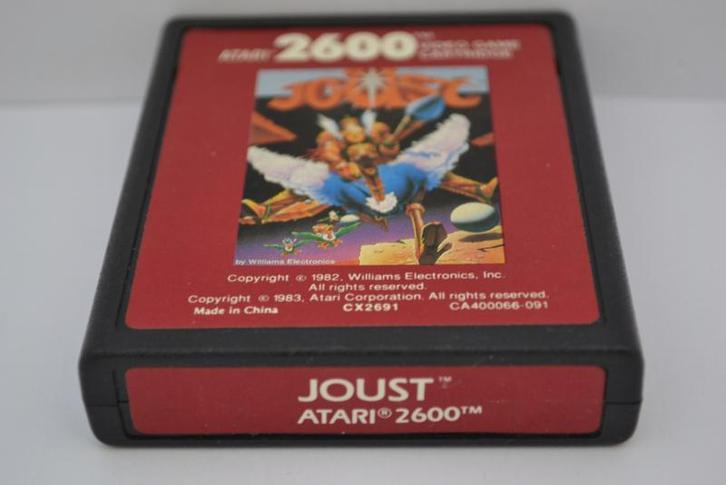 ATARI 2600™ VIDEO GAME
CARTRIDGE
JOUST
by Williams Electronics
Copyright © 1982, Williams Electronics, Inc.
All rights reserved.
Copyright © 1983, Atari Corporation. All rights reserved.
Made in China CX2691 CA400066-091
JOUST™
ATARI® 2600™